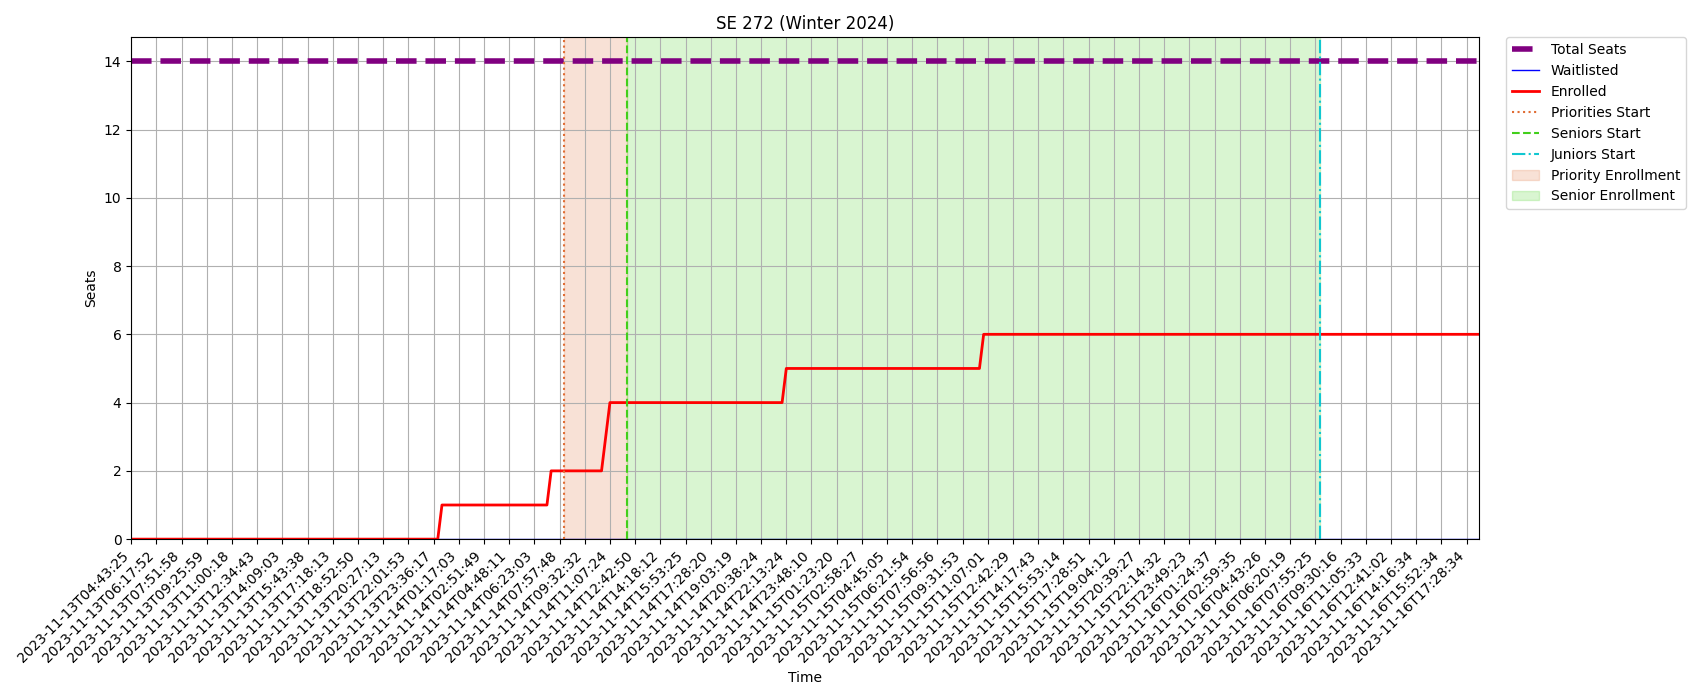 SE 272 (Winter 2024)
Total Seats
Waitlisted
Enrolled
Priorities Start
Seniors Start
Juniors Start
Priority Enrollment
Senior Enrollment
14
12
10
8
6
4
2
0
Seats
2023-11-13T04:43:25
2023-11-13T06:17:52
2023-11-13T07:51:58
2023-11-13T09:25:59
2023-11-13T11:00:18
2023-11-13T12:34:43
2023-11-13T14:09:03
2023-11-13T15:43:38
2023-11-13T17:18:13
2023-11-13T18:52:50
2023-11-13T20:27:13
2023-11-13T22:01:53
2023-11-13T23:36:17
2023-11-14T01:17:03
2023-11-14T02:51:49
2023-11-14T04:48:11
2023-11-14T06:23:03
2023-11-14T07:57:48
2023-11-14T09:32:32
2023-11-14T11:07:24
2023-11-14T12:42:50
2023-11-14T14:18:12
2023-11-14T15:53:25
2023-11-14T17:28:20
2023-11-14T19:03:19
2023-11-14T20:38:24
2023-11-14T22:13:24
2023-11-14T23:48:10
2023-11-15T01:23:20
2023-11-15T02:58:27
2023-11-15T04:45:05
2023-11-15T06:21:54
2023-11-15T07:56:56
2023-11-15T09:31:53
2023-11-15T11:07:01
2023-11-15T12:42:29
2023-11-15T14:17:43
2023-11-15T15:53:14
2023-11-15T17:28:51
2023-11-15T19:04:12
2023-11-15T20:39:27
2023-11-15T22:14:32
2023-11-15T23:49:23
2023-11-16T01:24:37
2023-11-16T02:59:35
2023-11-16T04:43:26
2023-11-16T06:20:19
2023-11-16T07:55:25
2023-11-16T09:30:16
2023-11-16T11:05:33
2023-11-16T12:41:02
2023-11-16T14:16:34
2023-11-16T15:52:34
2023-11-16T17:28:34
Time